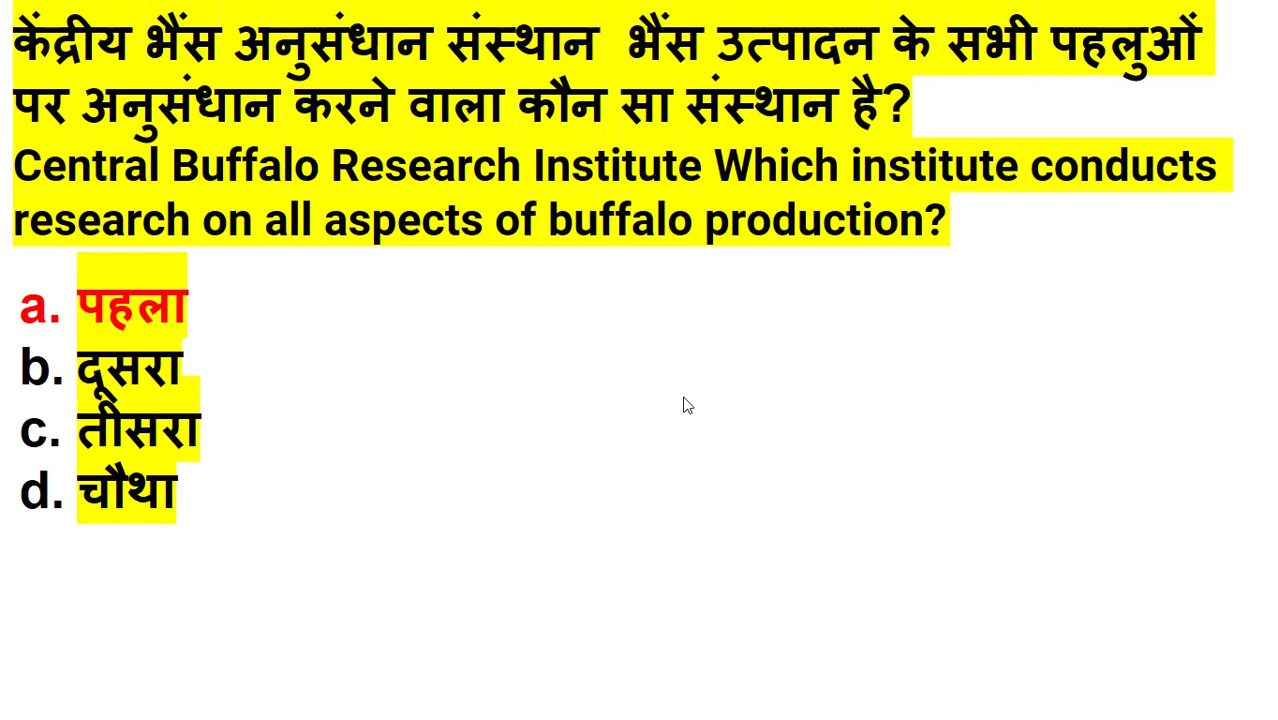 केंद्रीय भैंस अनुसंधान संस्थान भैंस उत्पादन के सभी पहलुओं
पर अनुसंधान करने वाला कौन सा संस्थान है?
Central Buffalo Research Institute Which institute conducts
research on all aspects of buffalo production?
a. पहला
b. दूसरा
c. तीसरा
d. चौथा